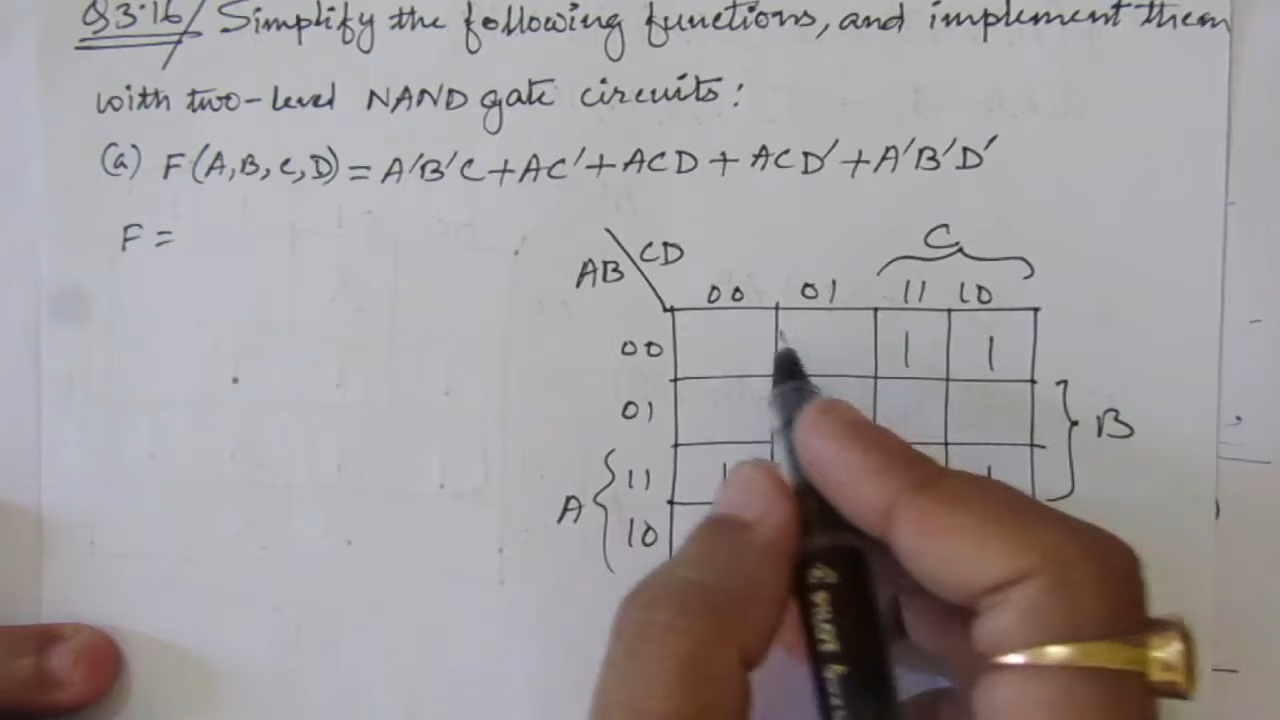 Q3.16/ Simplify the following functions, and implement them
with two-level NAND gate circuits:
(a) F(A,B,C,D) = A'B'C+AC'+ACD+ACD'+A'B'D'
F =
C
CD
AB
00 01 11 10
00 1 1
01
B
11 1 1
A
10